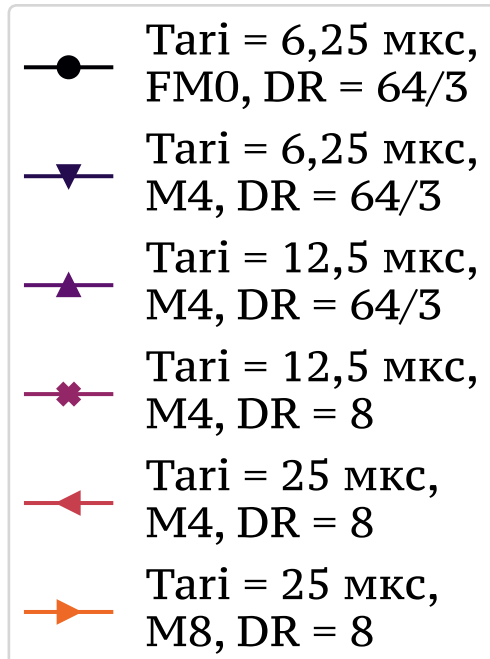 Tari = 6,25 мкс,
FM0, DR = 64/3
Tari = 6,25 мкс,
M4, DR = 64/3
Tari = 12,5 мкс,
M4, DR = 64/3
Tari = 12,5 мкс,
M4, DR = 8
Tari = 25 мкс,
M4, DR = 8
Tari = 25 мкс,
M8, DR = 8